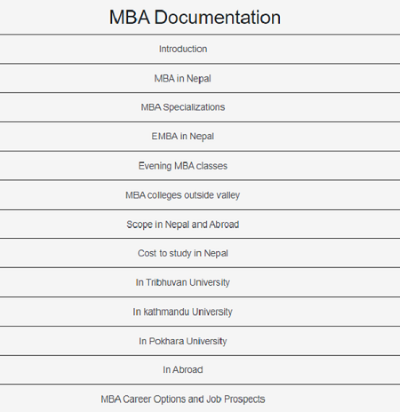 MBA Documentation
Introduction
MBA in Nepal
MBA Specializations
EMBA in Nepal
Evening MBA classes
MBA colleges outside valley
Scope in Nepal and Abroad
Cost to study in Nepal
In Tribhuvan University
In kathmandu University
In Pokhara University
In Abroad
MBA Career Options and Job Prospects